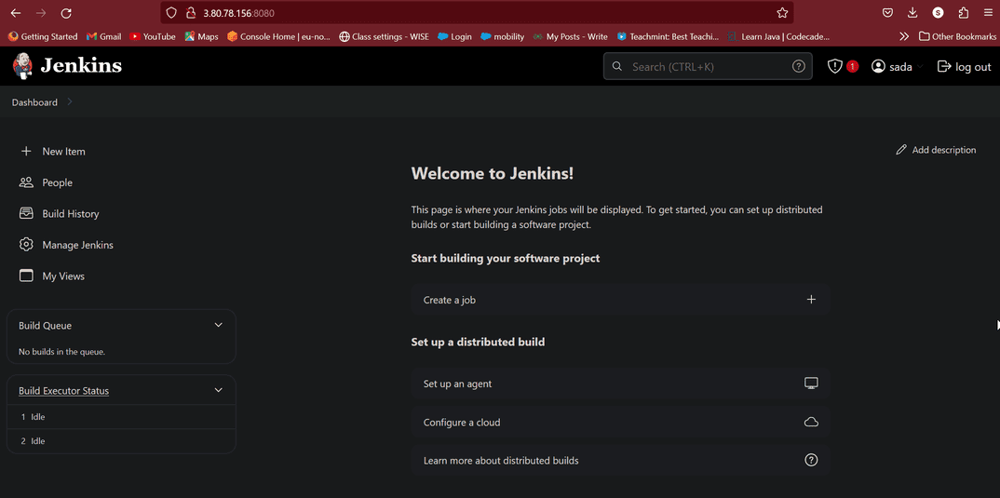 3.80.78.156:8080
Getting Started Gmail YouTube Maps Console Home | eu-no... Class settings - WISE Login mobility My Posts - Write Teachmint: Best Teachi... Learn Java | Codecade... Other Bookmarks
Jenkins
Search (CTRL+K)
1
sada
log out
Dashboard
New Item
People
Build History
Manage Jenkins
My Views
Build Queue
No builds in the queue.
Build Executor Status
1 Idle
2 Idle
Add description
Welcome to Jenkins!
This page is where your Jenkins jobs will be displayed. To get started, you can set up distributed
builds or start building a software project.
Start building your software project
Create a job
Set up a distributed build
Set up an agent
Configure a cloud
Learn more about distributed builds